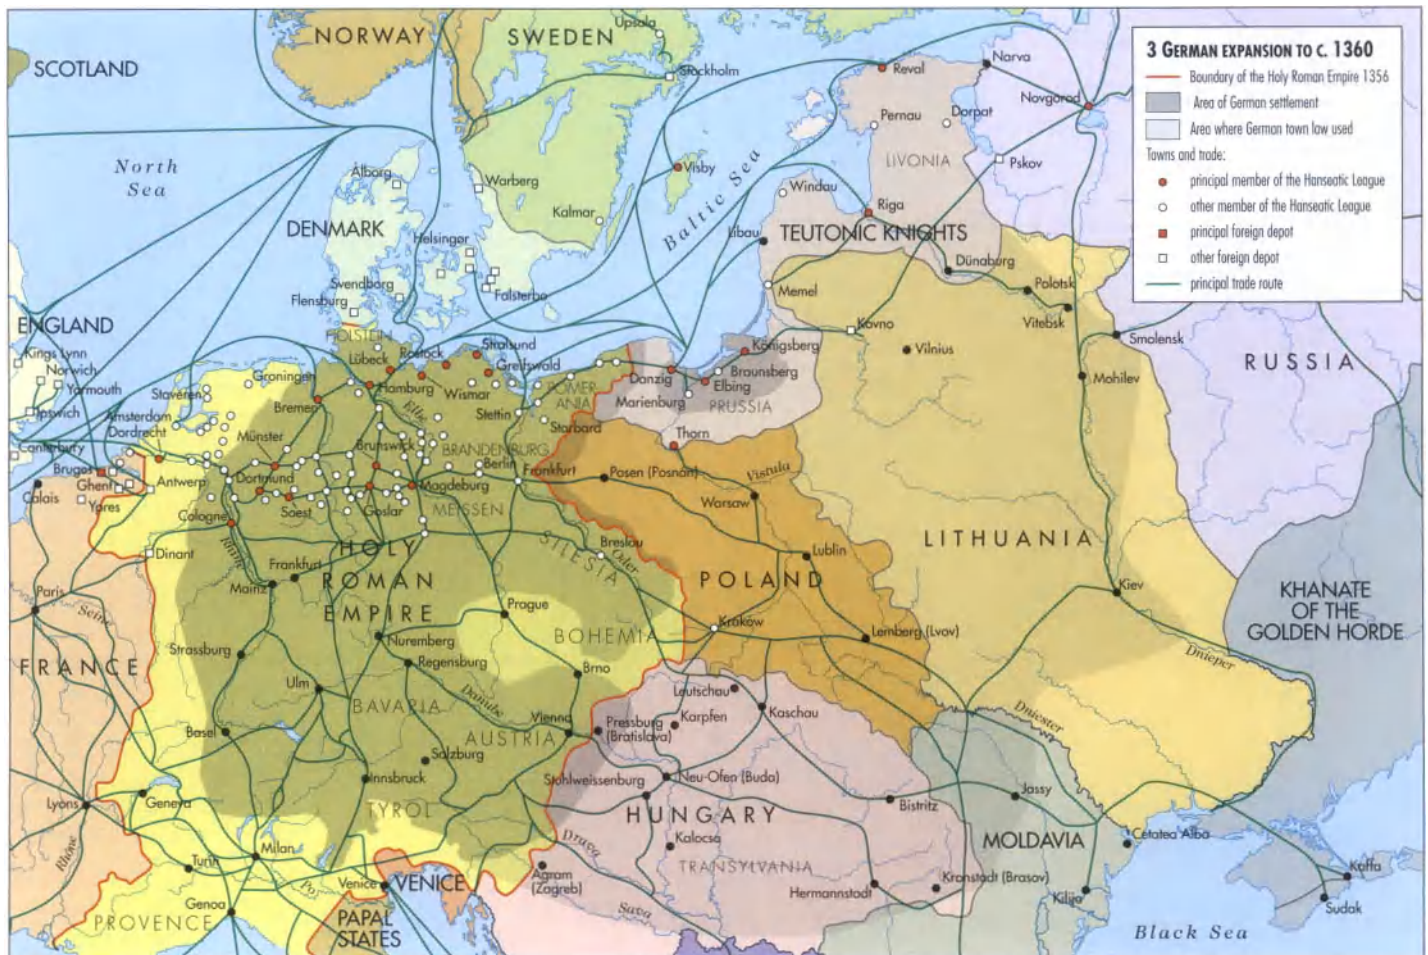 3 GERMAN EXPANSION TO C. 1360
Boundary of the Holy Roman Empire 1356
Area of German settlement
Area where German town law used
Towns and trade:
principal member of the Hanseatic League
other member of the Hanseatic League
principal foreign depot
other foreign depot
principal trade route
SCOTLAND
NORWAY
SWEDEN
Upsala
Stockholm
Reval
Narva
Novgorod
Pernau
Dorpat
LIVONIA
Pskov
North
Sea
Ålborg
Visby
Baltic Sea
Warberg
Windau
Kalmar
Riga
DENMARK
Helsingør
Libau
TEUTONIC KNIGHTS
Dünaburg
Svendborg
Flensburg
Falsterbo
Memel
Polotsk
Vitebsk
ENGLAND
HOLSTEIN
Kovno
Vilnius
Smolensk
RUSSIA
Kings Lynn
Norwich
Yarmouth
Ipswich
Canterbury
Groningen
Staveren
Lübeck
Rostock
Stralsund
Greifswald
Königsberg
Braunsberg
Elbing
Danzig
Marienburg
PRUSSIA
Mohilev
Hamburg
Wismar
POMER
ANIA
Bremen
Elbe
Stettin
Starbard
Amsterdam
Dordrecht
Münster
Brunswick
BRANDENBURG
Berlin
Thorn
Bruges
Ghent
Antwerp
Ypres
Calais
Dortmund
Soest
Goslar
Magdeburg
MEISSEN
Frankfurt
Posen (Posnan)
Vistula
Warsaw
Cologne
Dinant
Rhine
HOLY
ROMAN
EMPIRE
SILESIA
Breslau
Oder
Lublin
POLAND
LITHUANIA
Frankfurt
Mainz
Paris
Seine
Prague
Kiev
KHANATE
OF THE
GOLDEN HORDE
FRANCE
Strassburg
Nuremberg
BOHEMIA
Krakow
Lemberg (Lvov)
Dnieper
Regensburg
Brno
Ulm
Danube
BAVARIA
Leutschau
Kaschau
Dniester
Basel
Vienna
AUSTRIA
Pressburg
(Bratislava)
Karpfen
Salzburg
Innsbruck
Stuhlweissenburg
Neu-Ofen (Buda)
Lyons
Geneva
TYROL
HUNGARY
Bistritz
Jassy
MOLDAVIA
Cetatea Alba
Rhône
Turin
Milan
Po
Drava
Kalocsa
TRANSYLVANIA
Agram
(Zagreb)
Venice
VENICE
Hermannstadt
Kronstadt (Brasov)
Kilija
Kaffa
Sudak
PROVENCE
Genoa
PAPAL
STATES
Sava
Black Sea